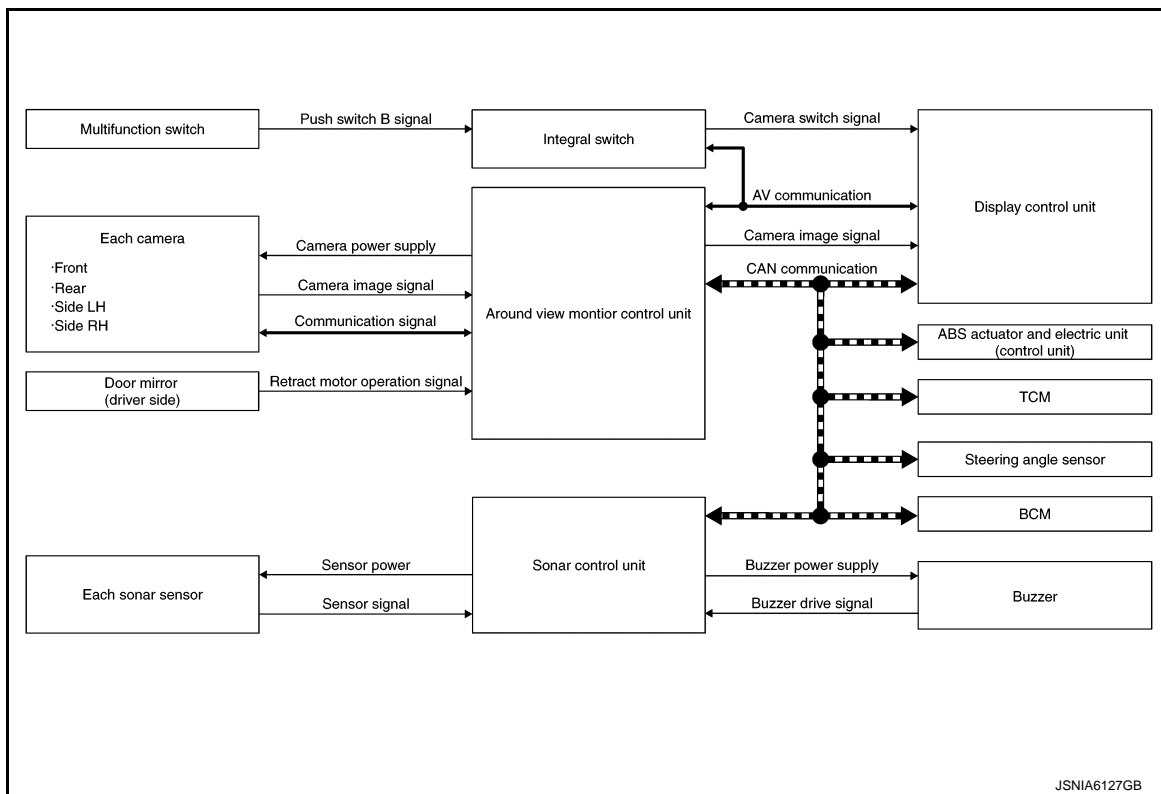 Multifunction switch
Push switch B signal
Integral switch
Camera switch signal
AV communication
Display control unit
Each camera
·Front
·Rear
·Side LH
·Side RH
Camera power supply
Camera image signal
Communication signal
Around view montior control unit
Camera image signal
CAN communication
Door mirror
(driver side)
Retract motor operation signal
ABS actuator and electric unit
(control unit)
TCM
Steering angle sensor
BCM
Each sonar sensor
Sensor power
Sensor signal
Sonar control unit
Buzzer power supply
Buzzer drive signal
Buzzer
JSNIA6127GB